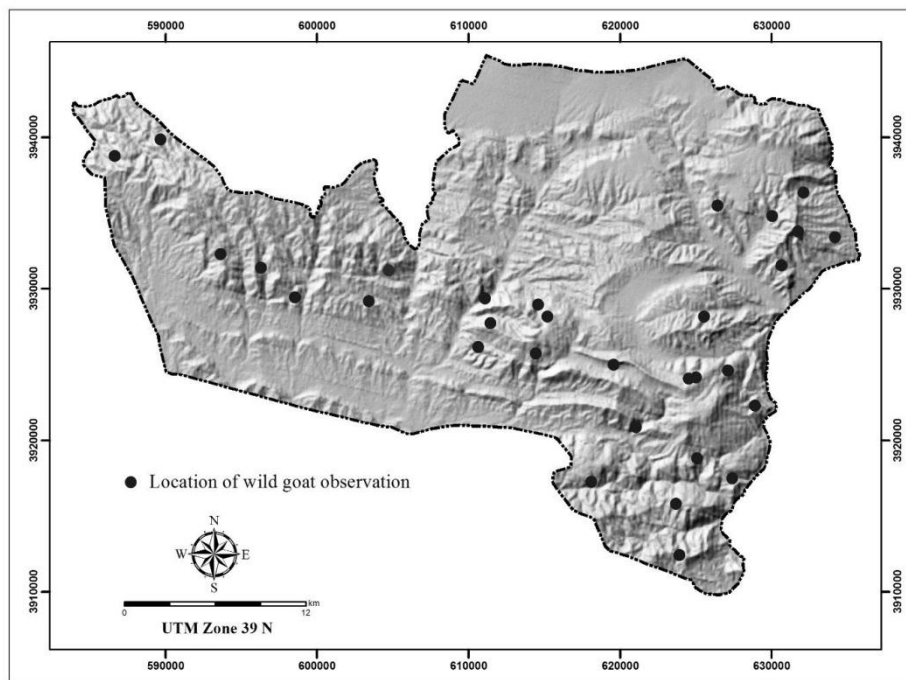 590000 600000 610000 620000 630000
3940000 3940000
3930000 3930000
3920000 3920000
Location of wild goat observation
N
W E
S
3910000 3910000
km
0 12
UTM Zone 39 N
590000 600000 610000 620000 630000